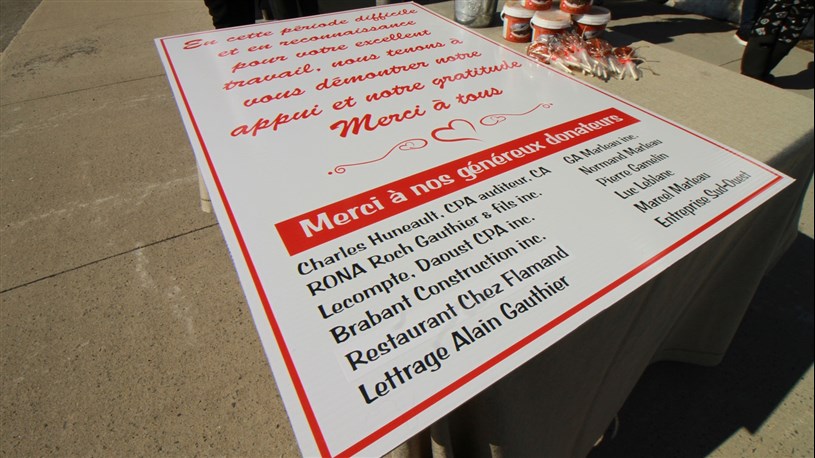 En cette période difficile
et en reconnaissance
pour votre excellent
travail, nous tenons à
vous démontrer notre
appui et notre gratitude
Merci à tous
Merci à nos généreux donateurs
Charles Huneault, CPA auditeur, CA
RONA Roch Gauthier & fils inc.
Lecompte, Daoust CPA inc.
Brabant Construction inc.
Restaurant Chez Flamand
Lettrage Alain Gauthier
GA Marleau inc.
Normand Marleau
Pierre Gamelin
Luc Leblanc
Marcel Marleau
Entreprise Sud-Ouest